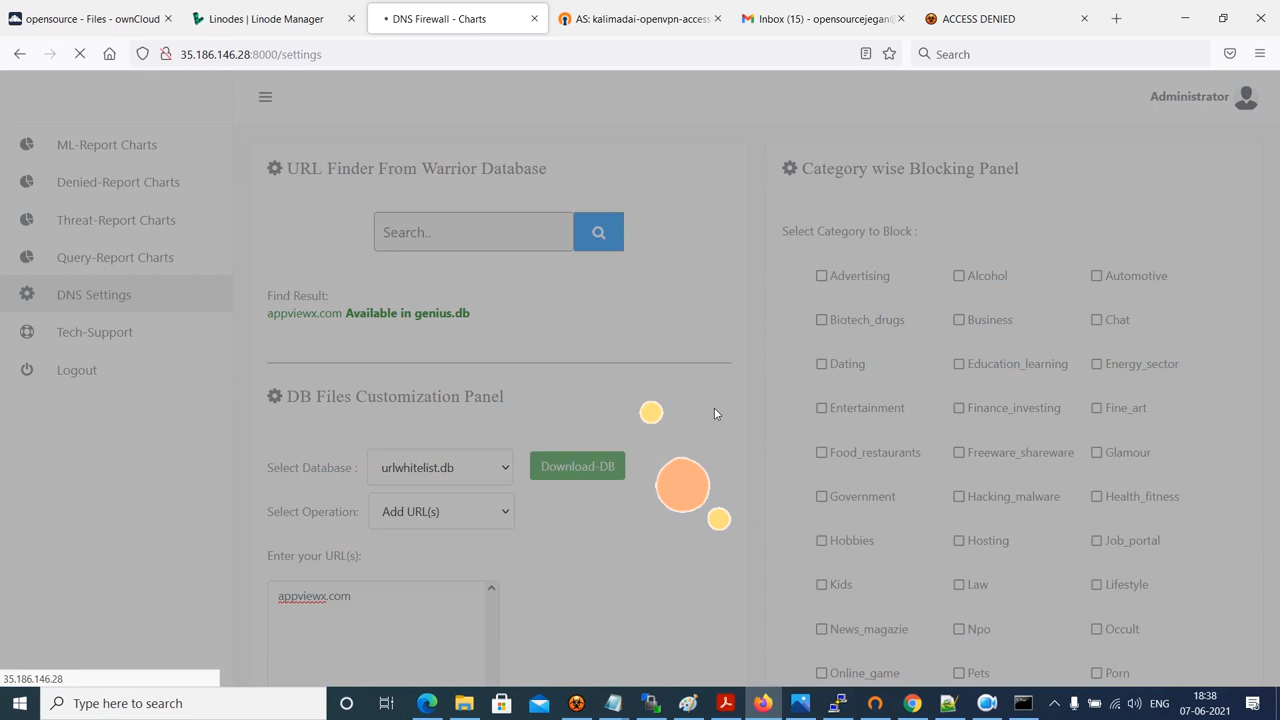 opensource - Files - ownCloud
Linodes | Linode Manager
DNS Firewall - Charts
AS: kalimadai-openvpn-access
Inbox (15) - opensourcejegan@
ACCESS DENIED
35.186.146.28:8000/settings
Search
Administrator
ML-Report Charts
Denied-Report Charts
Threat-Report Charts
Query-Report Charts
DNS Settings
Tech-Support
Logout
URL Finder From Warrior Database
Search..
Find Result:
appviewx.com Available in genius.db
DB Files Customization Panel
Select Database :
urlwhitelist.db
Download-DB
Select Operation:
Add URL(s)
Enter your URL(s):
appviewx.com
Category wise Blocking Panel
Select Category to Block :
Advertising
Alcohol
Automotive
Biotech_drugs
Business
Chat
Dating
Education_learning
Energy_sector
Entertainment
Finance_investing
Fine_art
Food_restaurants
Freeware_shareware
Glamour
Government
Hacking_malware
Health_fitness
Hobbies
Hosting
Job_portal
Kids
Law
Lifestyle
News_magazie
Npo
Occult
Online_game
Pets
Porn
35.186.146.28
Type here to search
ENG
18:38
07-06-2021